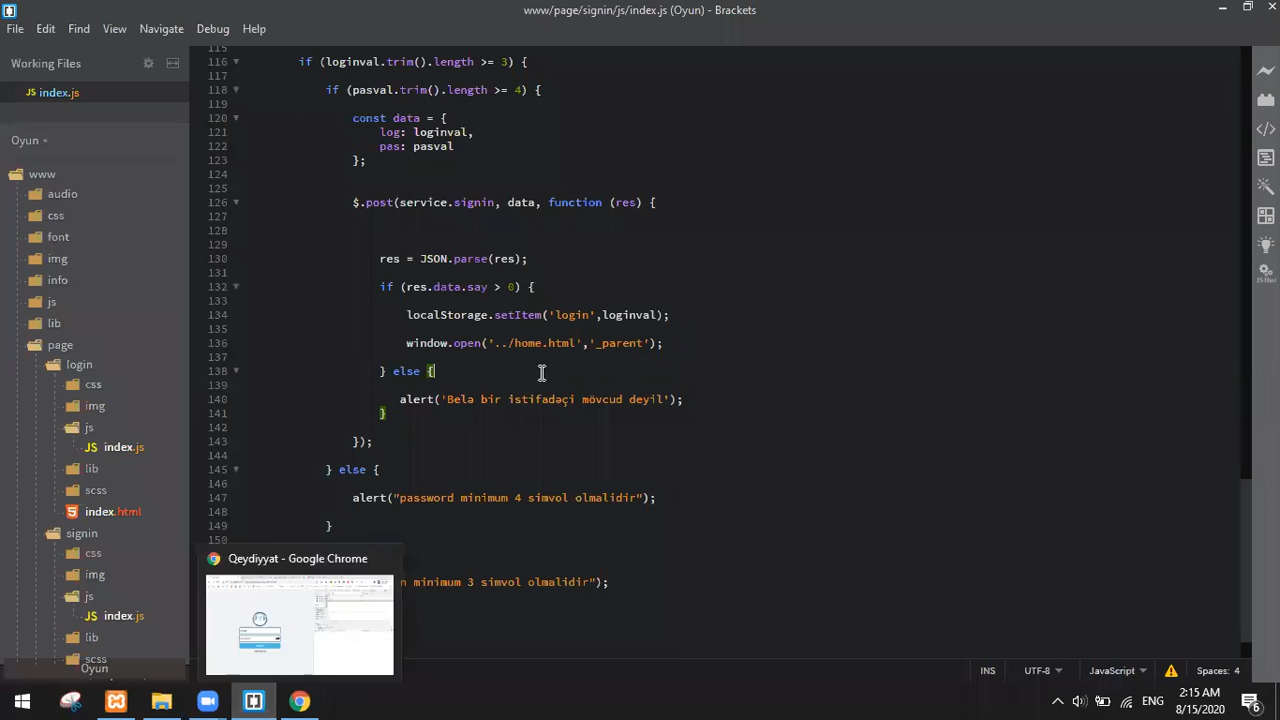 www/page/signin/js/index.js (Oyun) - Brackets
File Edit Find View Navigate Debug Help
Working Files
index.js
Oyun
www
audio
css
font
img
info
js
lib
page
login
css
img
js
index.js
lib
scss
index.html
signin
css
img
js
index.js
lib
scss
Oyun
115
116 if (loginval.trim().length >= 3) {
117
118 if (pasval.trim().length >= 4) {
119
120 const data = {
121 log: loginval,
122 pas: pasval
123 };
124
125
126 $.post(service.signin, data, function (res) {
127
128
130 res = JSON.parse(res);
131
132 if (res.data.say > 0) {
133
134 localStorage.setItem('login',loginval);
135
136 window.open('../home.html','_parent');
137
138 } else {
139
140 alert('Belə bir istifadəçi mövcud deyil');
141 }
142
143 });
144
145 } else {
146
147 alert("password minimum 4 simvol olmalidir");
148
149 }
150
n minimum 3 simvol olmalidir");
Qeydiyyat - Google Chrome
INS UTF-8 JavaScript Spaces: 4
ENG 2:15 AM
8/15/2020
6